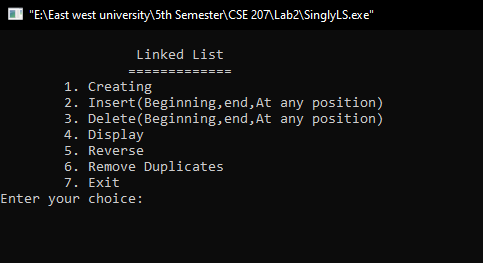 "E:\East west university\5th Semester\CSE 207\Lab2\SinglyLS.exe"
Linked List
=============
1. Creating
2. Insert(Beginning,end,At any position)
3. Delete(Beginning,end,At any position)
4. Display
5. Reverse
6. Remove Duplicates
7. Exit
Enter your choice: